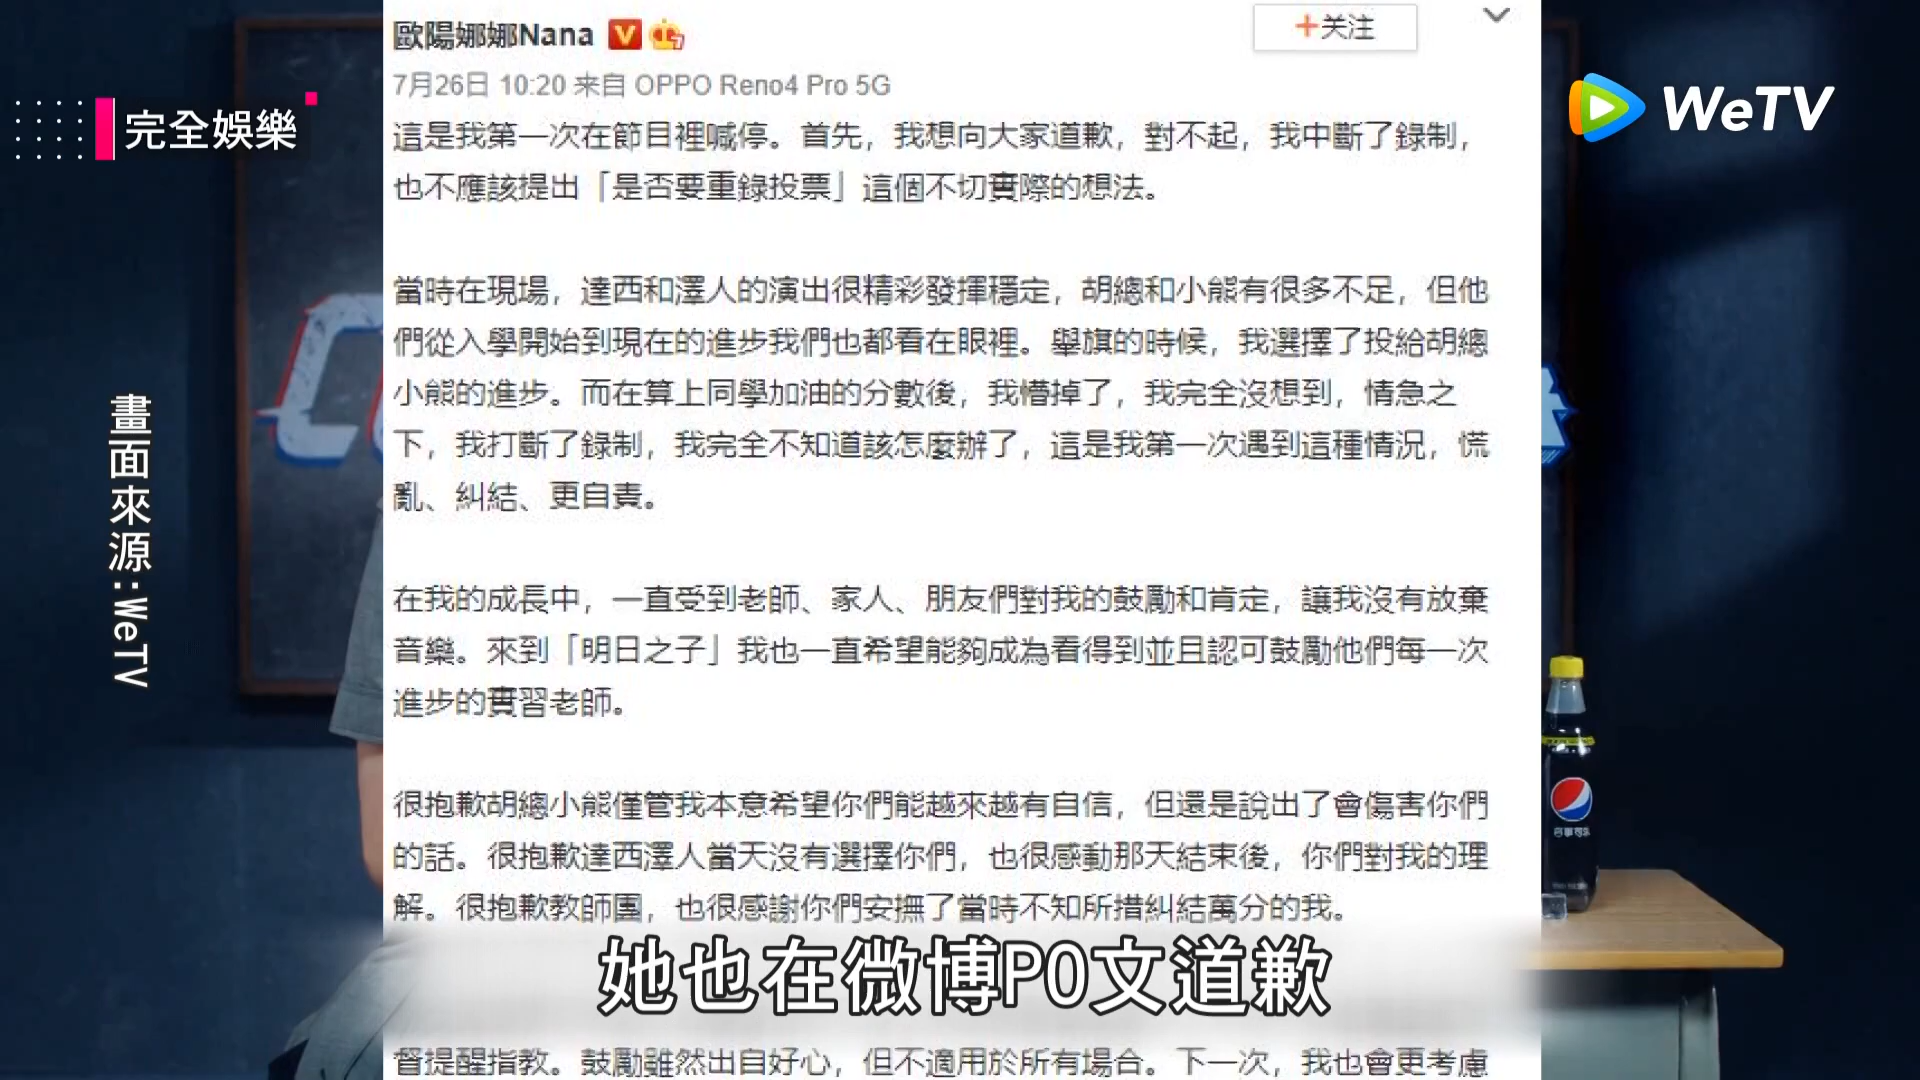 歐陽娜娜Nana
+关注
7月26日 10:20 来自 OPPO Reno4 Pro 5G
完全娛樂
WeTV
這是我第一次在節目裡喊停。首先，我想向大家道歉，對不起，我中斷了錄制，
也不應該提出「是否要重錄投票」這個不切實際的想法。
當時在現場，達西和澤人的演出很精彩發揮穩定，胡總和小熊有很多不足，但他
們從入學開始到現在的進步我們也都看在眼裡。舉旗的時候，我選擇了投給胡總
小熊的進步。而在算上同學加油的分數後，我懵掉了，我完全沒想到，情急之
下，我打斷了錄制，我完全不知道該怎麼辦了，這是我第一次遇到這種情況，慌
亂、糾結、更自責。
畫面來源:WeTV
在我的成長中，一直受到老師、家人、朋友們對我的鼓勵和肯定，讓我沒有放棄
音樂。來到「明日之子」我也一直希望能夠成為看得到並且認可鼓勵他們每一次
進步的實習老師。
很抱歉胡總小熊僅管我本意希望你們能越來越有自信，但還是說出了會傷害你們
的話。很抱歉達西澤人當天沒有選擇你們，也很感動那天結束後，你們對我的理
解。很抱歉教師團，也很感謝你們安撫了當時不知所措糾結萬分的我。
她也在微博PO文道歉
督提醒指教。鼓勵雖然出自好心，但不適用於所有場合。下一次，我也會更考慮